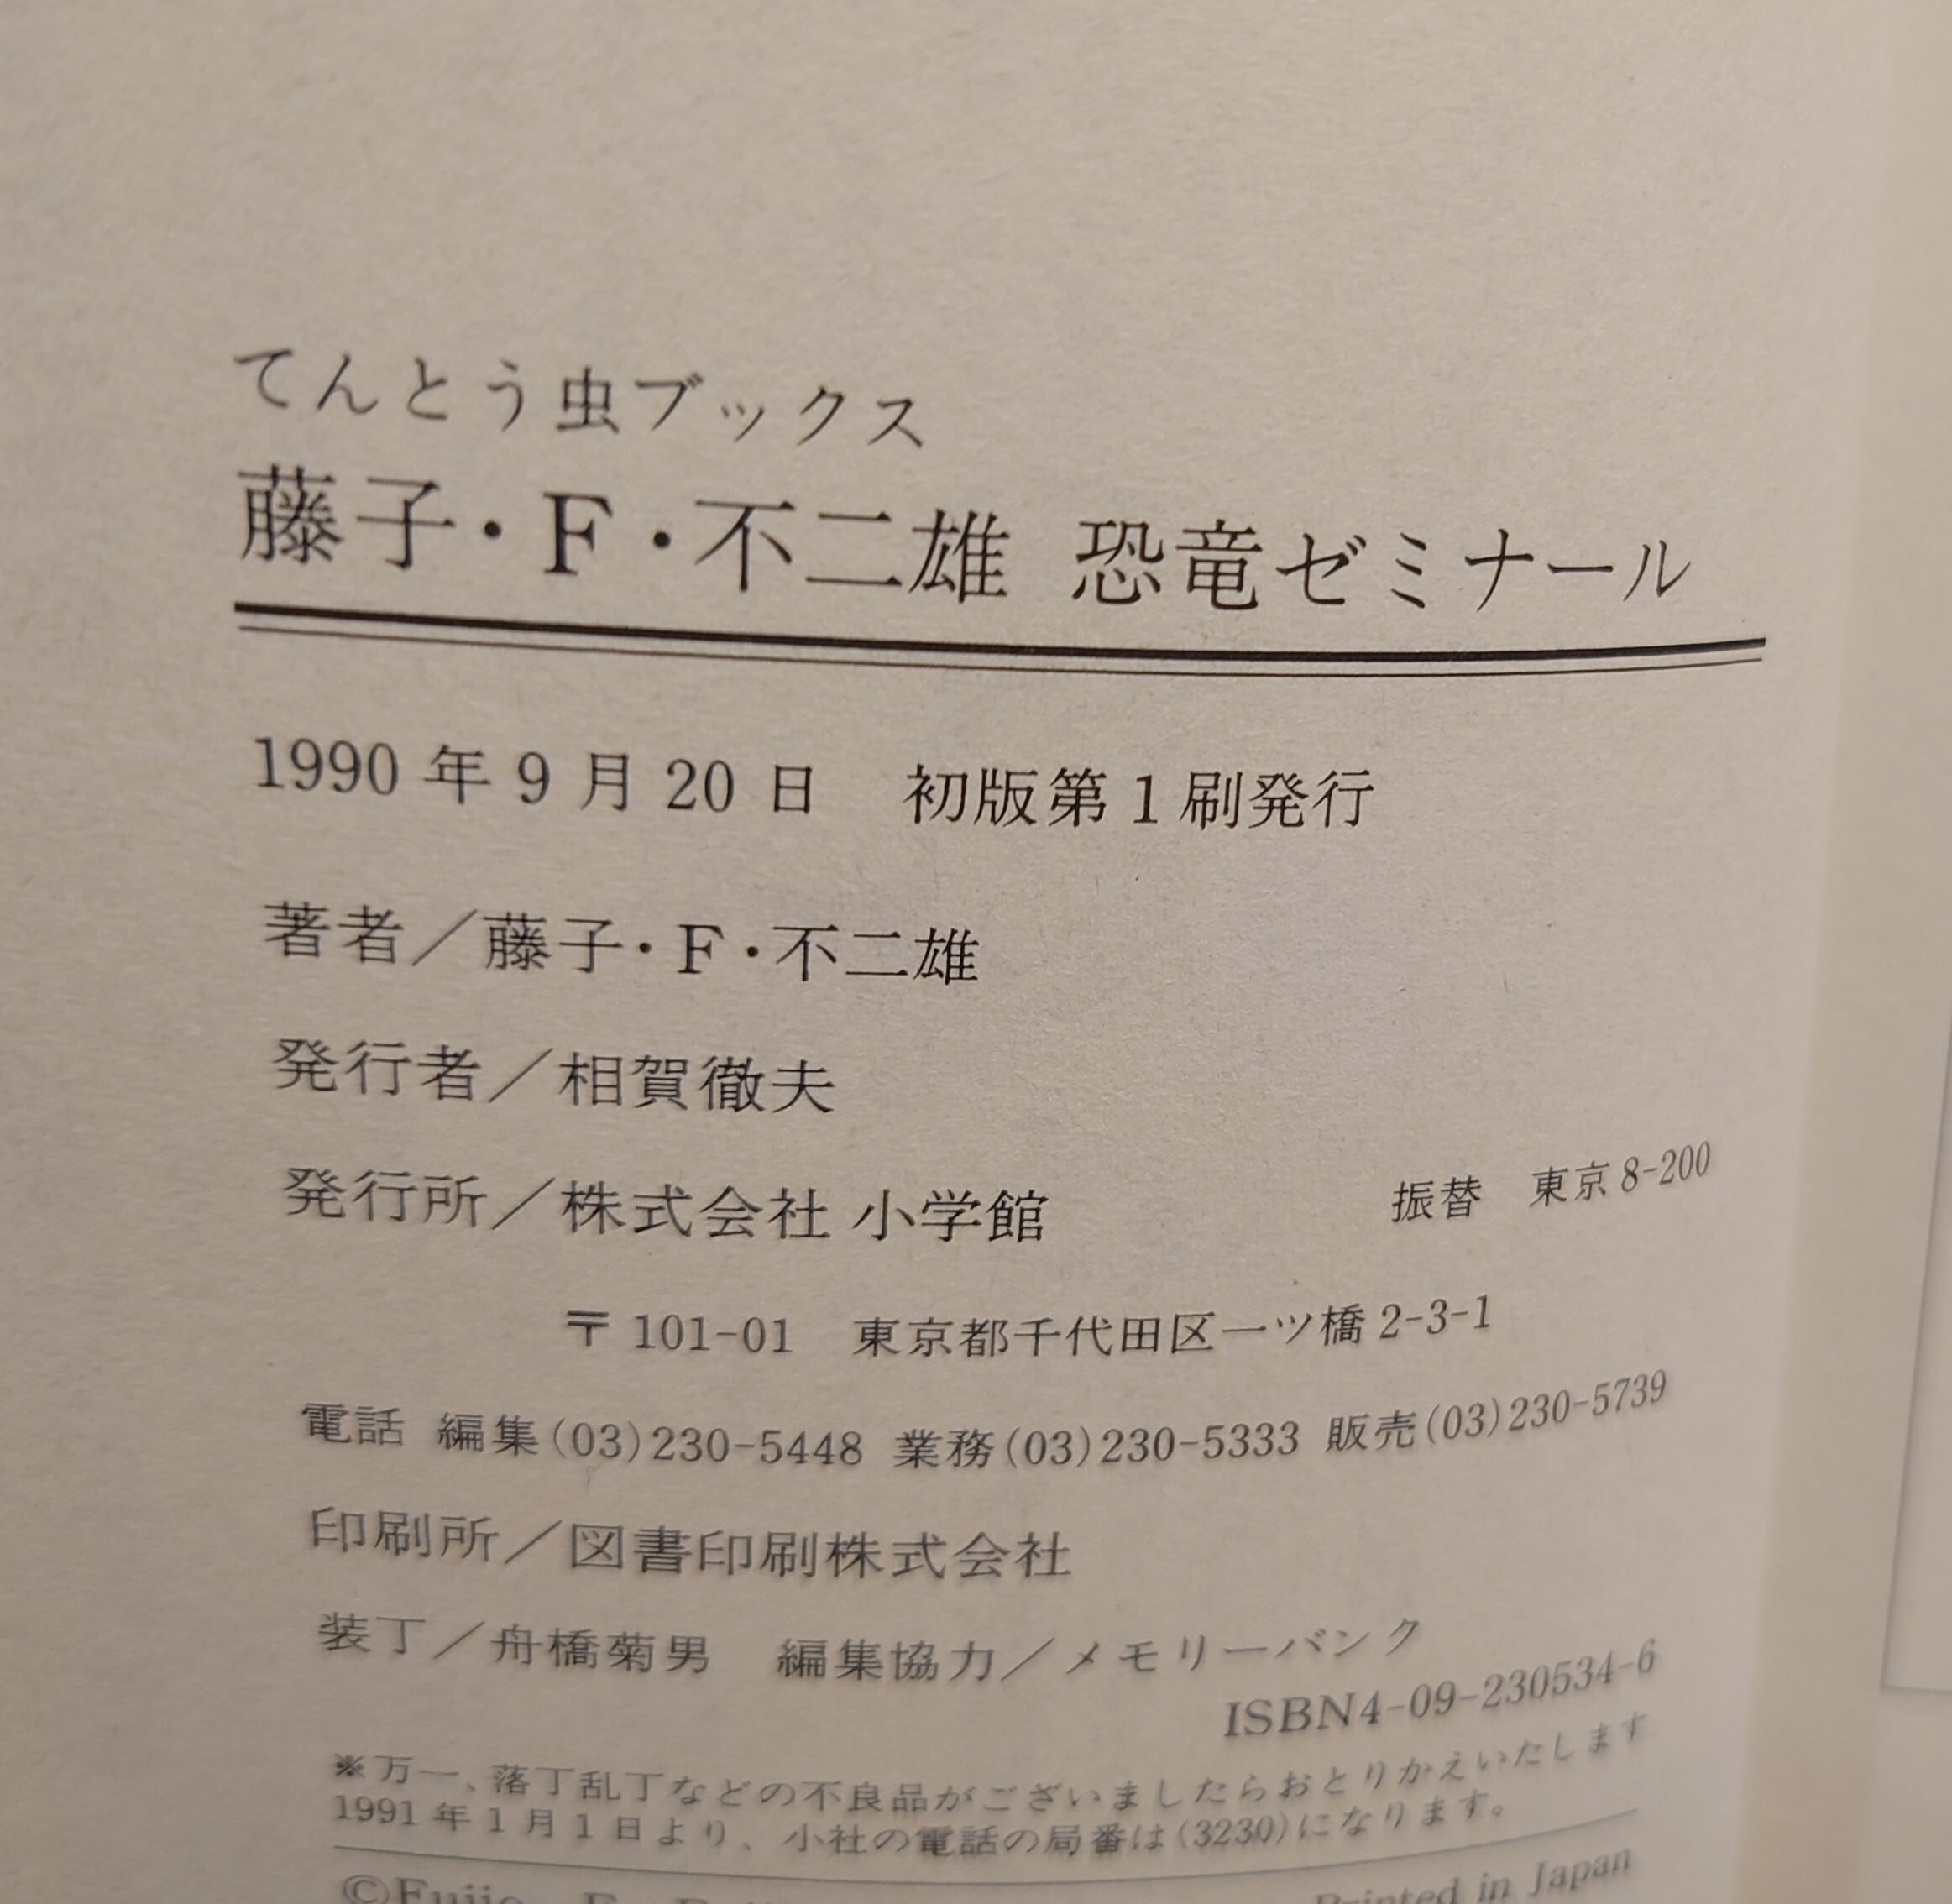 てんとう虫ブックス
藤子・F・不二雄 恐竜ゼミナール
1990年9月20日 初版第1刷発行
著者／藤子・F・不二雄
発行者／相賀徹夫
発行所／株式会社 小学館 振替 東京8-200
〒101-01 東京都千代田区一ツ橋2-3-1
電話 編集(03)230-5448 業務(03)230-5333 販売(03)230-5739
印刷所／図書印刷株式会社
装丁／舟橋菊男 編集協力／メモリーバンク
ISBN4-09-230534-6
※万一、落丁乱丁などの不良品がございましたらおとりかえいたします
1991年1月1日より、小社の電話の局番は(3230)になります。
Printed in Japan